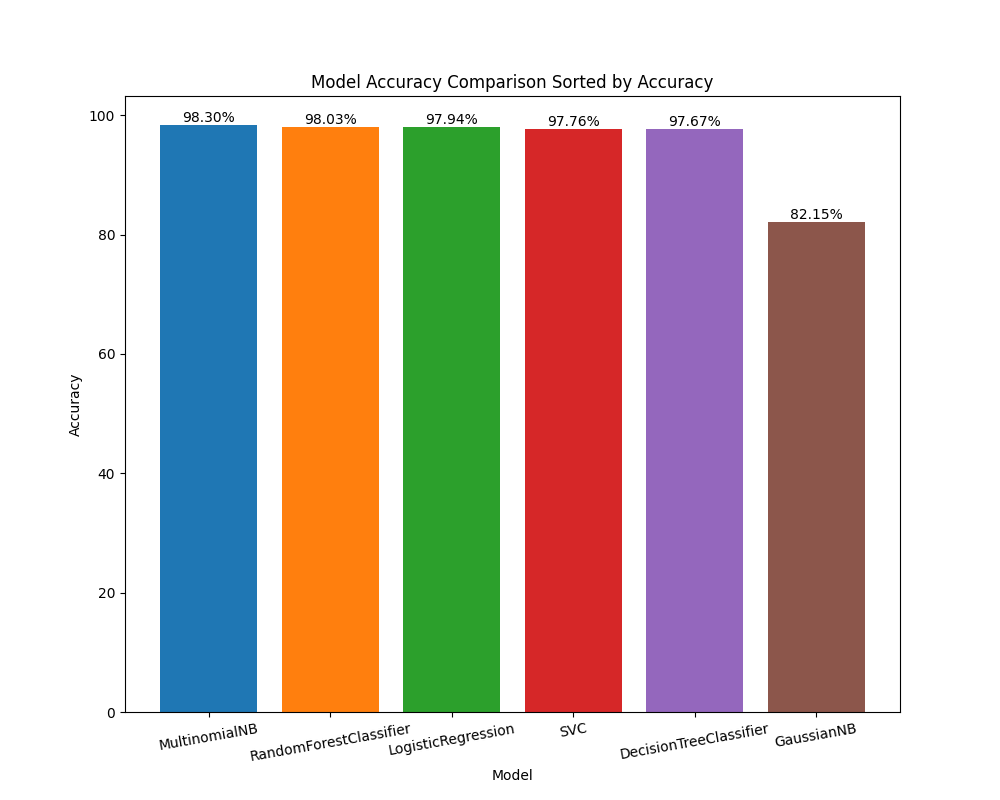 Model Accuracy Comparison Sorted by Accuracy
100
80
60
40
20
0
Accuracy
98.30%
98.03%
97.94%
97.76%
97.67%
82.15%
MultinomialNB
RandomForestClassifier
LogisticRegression
SVC
DecisionTreeClassifier
GaussianNB
Model